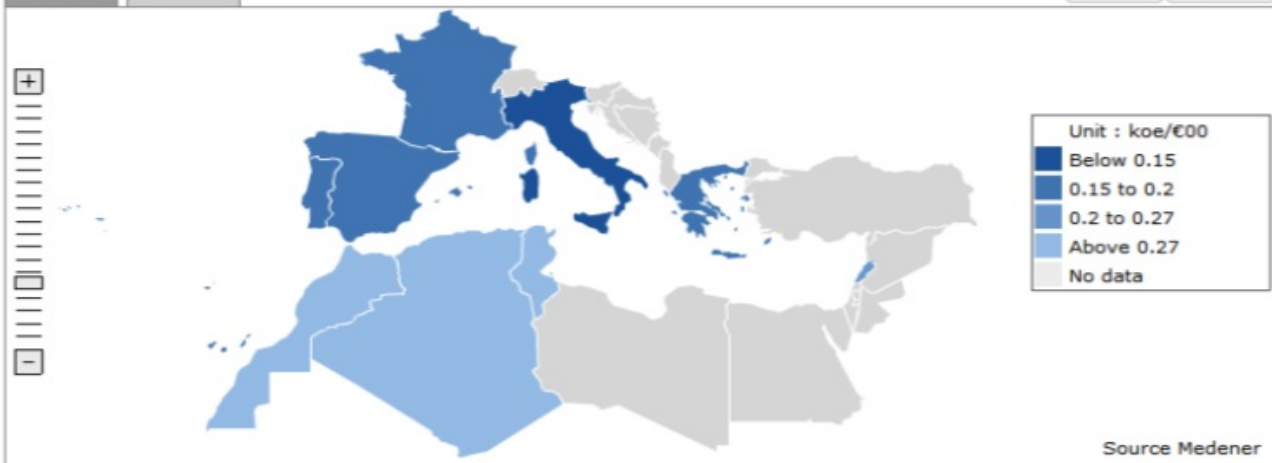 +
−
Unit : koe/€00
Below 0.15
0.15 to 0.2
0.2 to 0.27
Above 0.27
No data
Source Medener